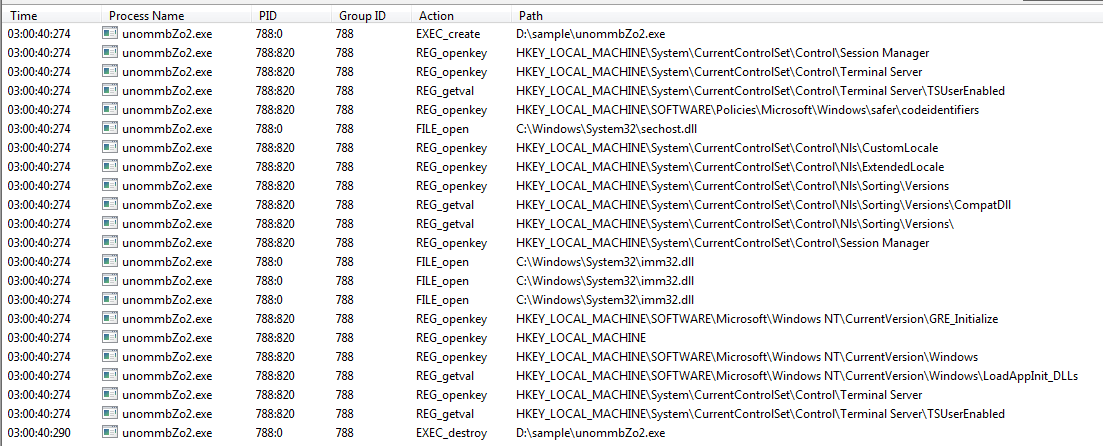 Time Process Name PID Group ID Action Path
03:00:40:274 unommbZo2.exe 788:0 788 EXEC_create D:\sample\unommbZo2.exe
03:00:40:274 unommbZo2.exe 788:820 788 REG_openkey HKEY_LOCAL_MACHINE\System\CurrentControlSet\Control\Session Manager
03:00:40:274 unommbZo2.exe 788:820 788 REG_openkey HKEY_LOCAL_MACHINE\System\CurrentControlSet\Control\Terminal Server
03:00:40:274 unommbZo2.exe 788:820 788 REG_getval HKEY_LOCAL_MACHINE\System\CurrentControlSet\Control\Terminal Server\TSUserEnabled
03:00:40:274 unommbZo2.exe 788:820 788 REG_openkey HKEY_LOCAL_MACHINE\SOFTWARE\Policies\Microsoft\Windows\safer\codeidentifiers
03:00:40:274 unommbZo2.exe 788:0 788 FILE_open C:\Windows\System32\sechost.dll
03:00:40:274 unommbZo2.exe 788:820 788 REG_openkey HKEY_LOCAL_MACHINE\System\CurrentControlSet\Control\Nls\CustomLocale
03:00:40:274 unommbZo2.exe 788:820 788 REG_openkey HKEY_LOCAL_MACHINE\System\CurrentControlSet\Control\Nls\ExtendedLocale
03:00:40:274 unommbZo2.exe 788:820 788 REG_openkey HKEY_LOCAL_MACHINE\System\CurrentControlSet\Control\Nls\Sorting\Versions
03:00:40:274 unommbZo2.exe 788:820 788 REG_getval HKEY_LOCAL_MACHINE\System\CurrentControlSet\Control\Nls\Sorting\Versions\CompatDll
03:00:40:274 unommbZo2.exe 788:820 788 REG_getval HKEY_LOCAL_MACHINE\System\CurrentControlSet\Control\Nls\Sorting\Versions\
03:00:40:274 unommbZo2.exe 788:820 788 REG_openkey HKEY_LOCAL_MACHINE\System\CurrentControlSet\Control\Session Manager
03:00:40:274 unommbZo2.exe 788:0 788 FILE_open C:\Windows\System32\imm32.dll
03:00:40:274 unommbZo2.exe 788:0 788 FILE_open C:\Windows\System32\imm32.dll
03:00:40:274 unommbZo2.exe 788:0 788 FILE_open C:\Windows\System32\imm32.dll
03:00:40:274 unommbZo2.exe 788:820 788 REG_openkey HKEY_LOCAL_MACHINE\SOFTWARE\Microsoft\Windows NT\CurrentVersion\GRE_Initialize
03:00:40:274 unommbZo2.exe 788:820 788 REG_openkey HKEY_LOCAL_MACHINE
03:00:40:274 unommbZo2.exe 788:820 788 REG_openkey HKEY_LOCAL_MACHINE\SOFTWARE\Microsoft\Windows NT\CurrentVersion\Windows
03:00:40:274 unommbZo2.exe 788:820 788 REG_getval HKEY_LOCAL_MACHINE\SOFTWARE\Microsoft\Windows NT\CurrentVersion\Windows\LoadAppInit_DLLs
03:00:40:274 unommbZo2.exe 788:820 788 REG_openkey HKEY_LOCAL_MACHINE\System\CurrentControlSet\Control\Terminal Server
03:00:40:274 unommbZo2.exe 788:820 788 REG_getval HKEY_LOCAL_MACHINE\System\CurrentControlSet\Control\Terminal Server\TSUserEnabled
03:00:40:290 unommbZo2.exe 788:0 788 EXEC_destroy D:\sample\unommbZo2.exe